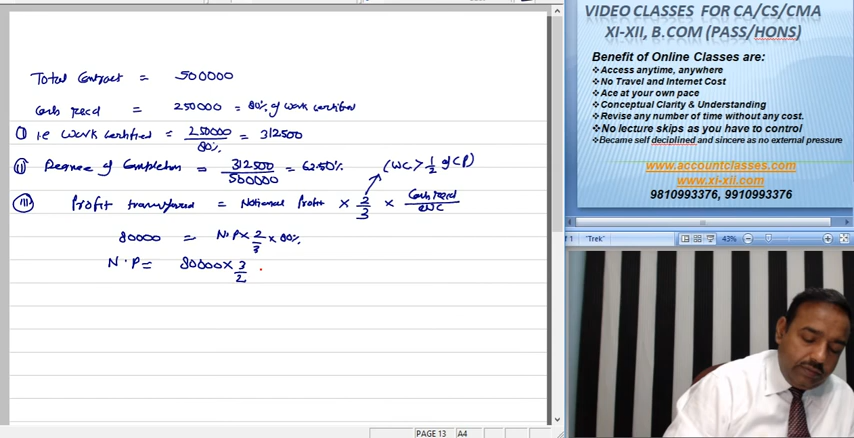 Total Contract = 500000
Cash Recd = 250000 = 80% of work certified
(I) i.e work certified = 250000 / 80% = 312500
(II) Degree of Completion = 312500 / 500000 = 62.50% (WC > 1/2 of CP)
(III) Profit transferred = Notional Profit × 2/3 × Cash Recd / WC
80000 = N.P × 2/3 × 80%
N.P = 80000 × 3/2
PAGE 13 A4
VIDEO CLASSES FOR CA/CS/CMA
XI-XII, B.COM (PASS/HONS)
Benefit of Online Classes are:
❖Access anytime, anywhere
❖No Travel and Internet Cost
❖Ace at your own pace
❖Conceptual Clarity & Understanding
❖Revise any number of time without any cost.
❖No lecture skips as you have to control
❖Became self deciplined and sincere as no external pressure
www.accountclasses.com
www.xi-xii.com
9810993376, 9910993376
of 1 "Trek" 43%